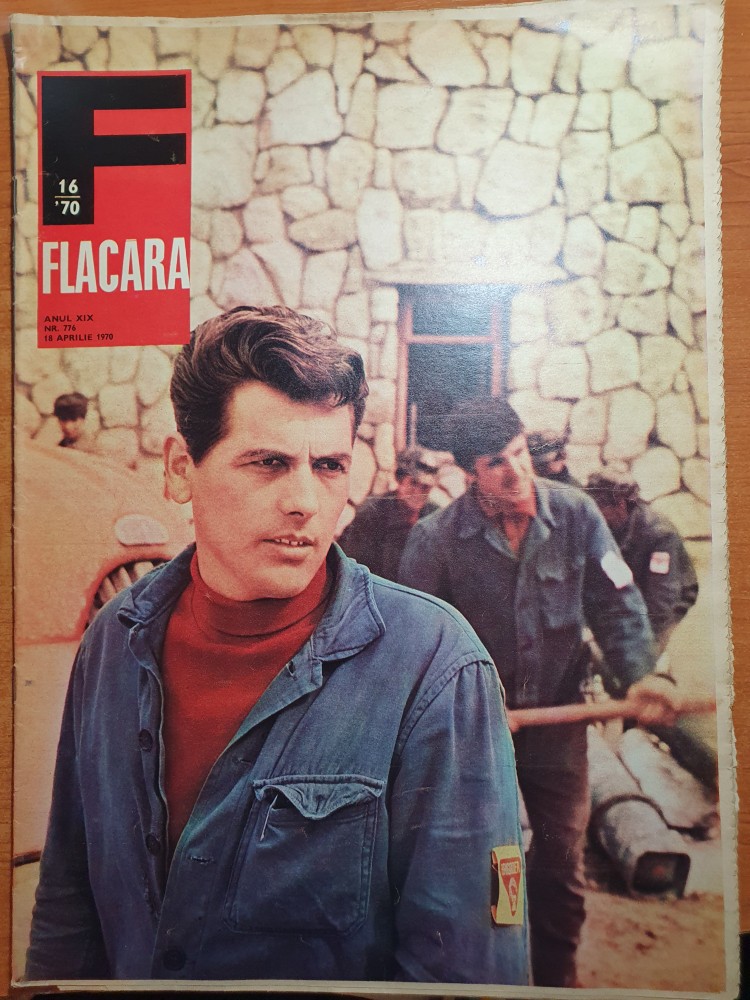 F
16
'70
FLACARA
ANUL XIX
NR. 776
18 APRILIE 1970